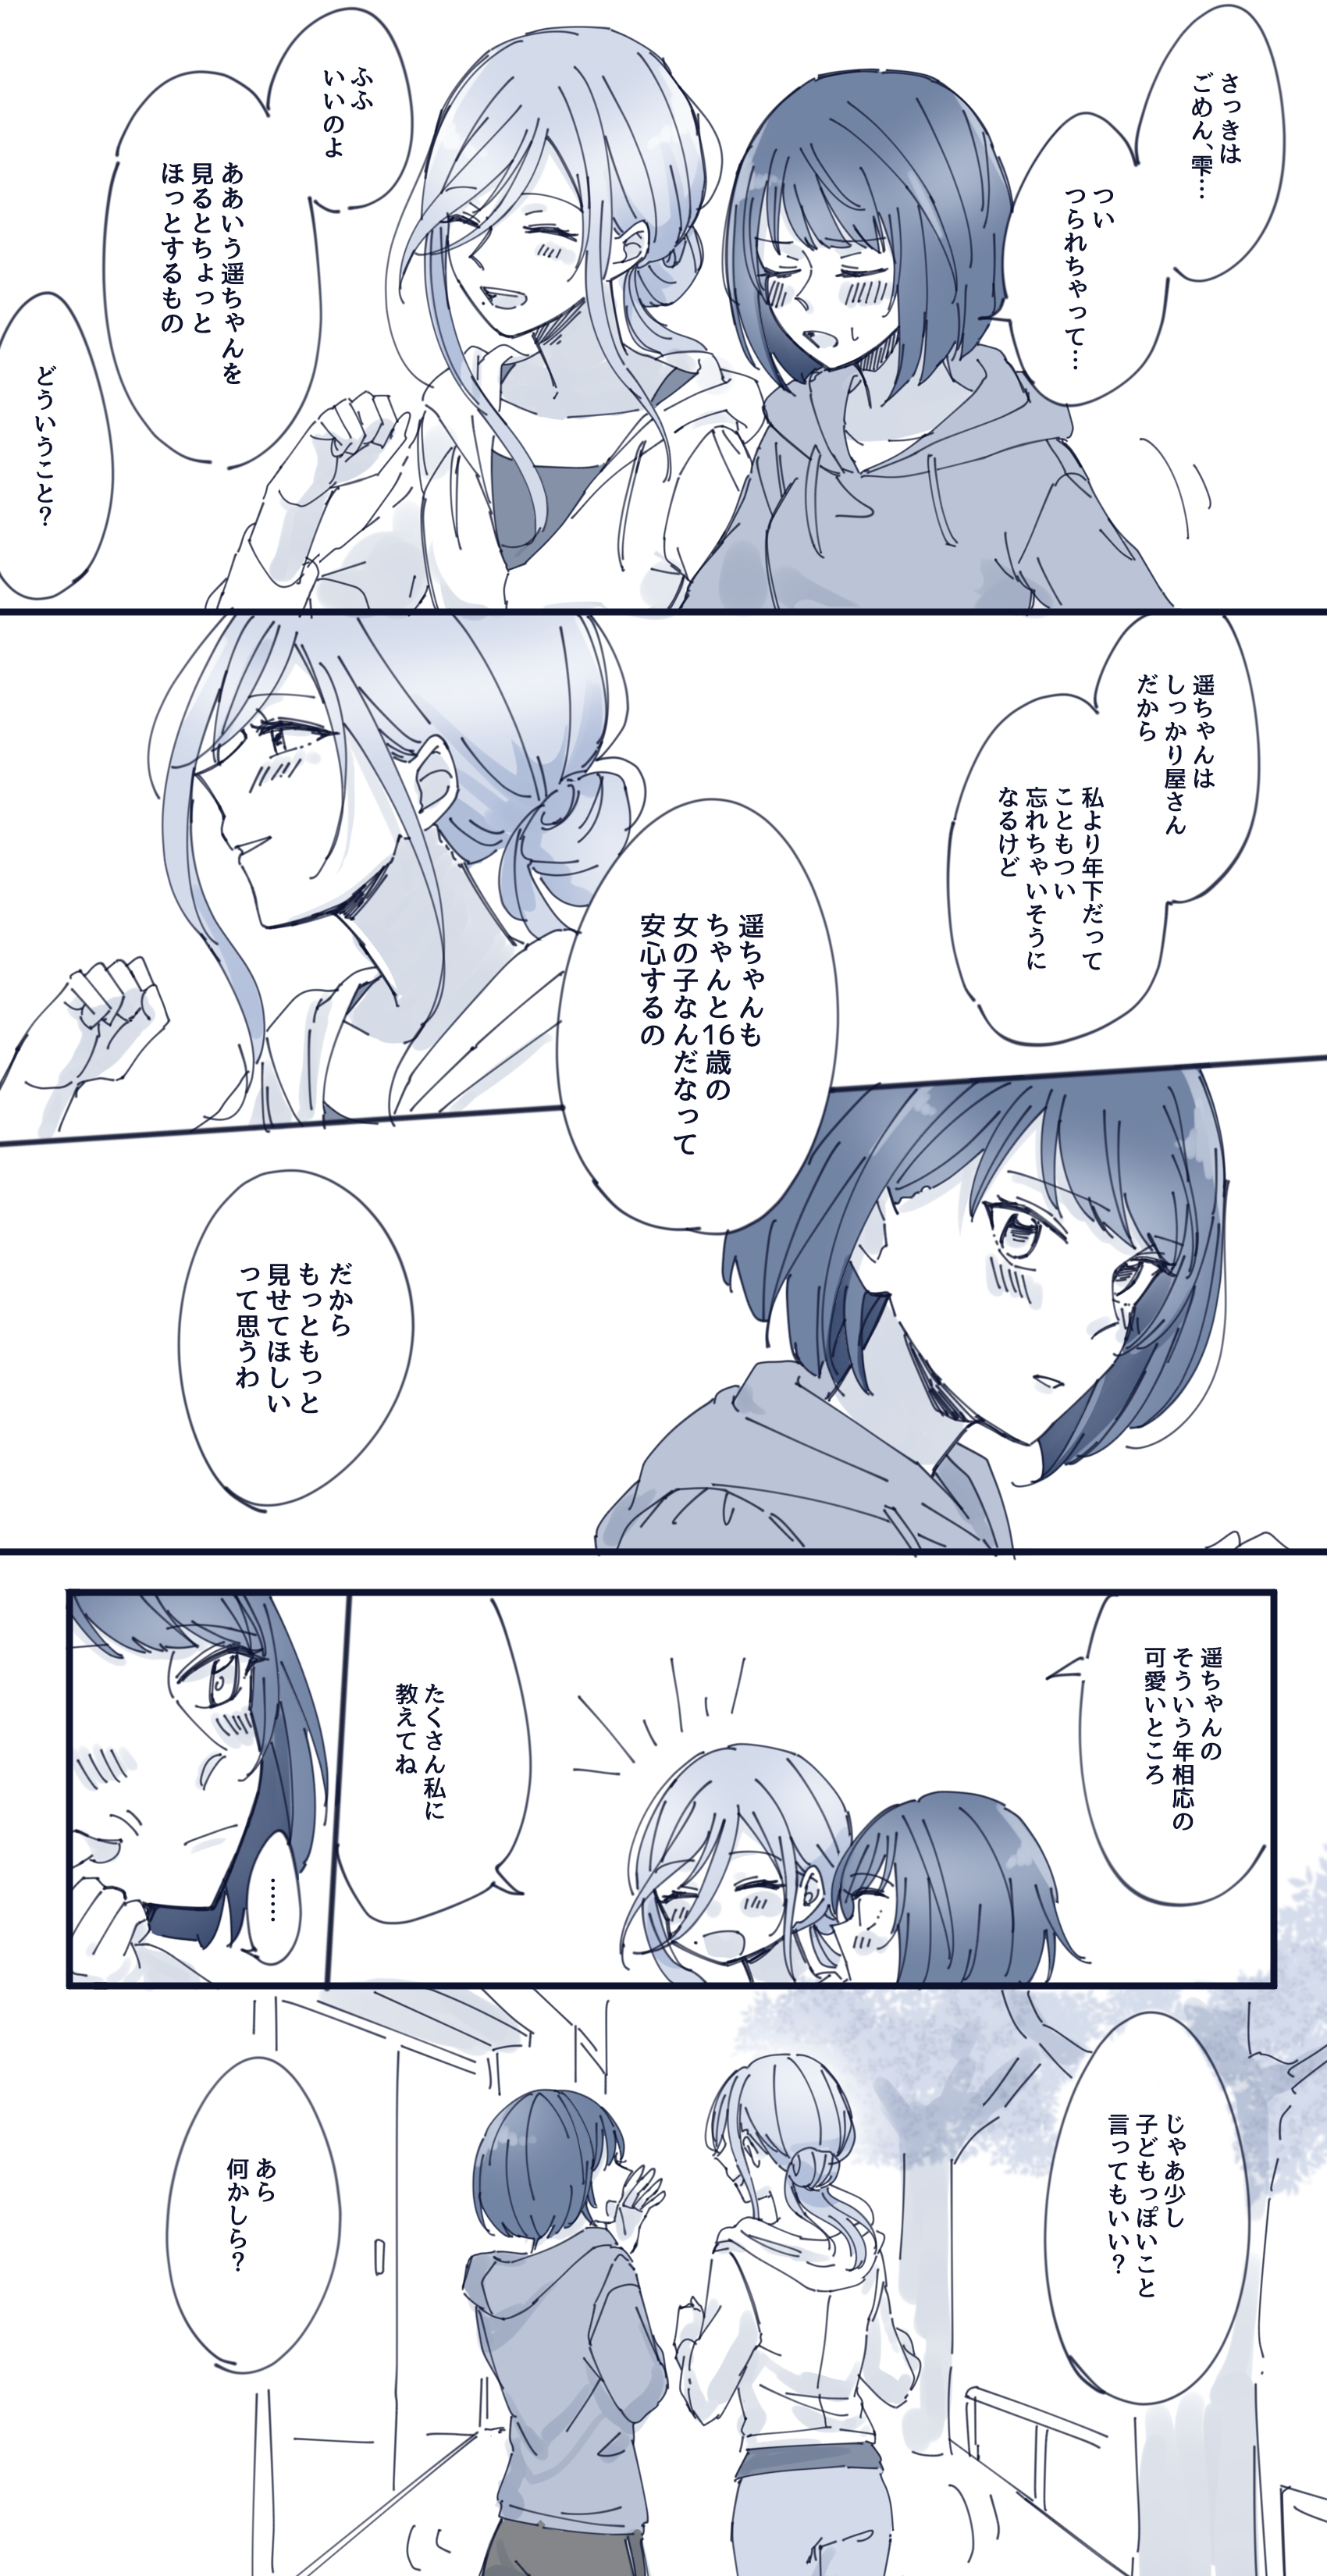 さっきは
ごめん、雫…
つい
つられちゃって…
ふふ
いいのよ
ああいう遥ちゃんを
見るとちょっと
ほっとするもの
どういうこと？
遥ちゃんは
しっかり屋さん
だから
私より年下だって
こともつい
忘れちゃいそうに
なるけど
遥ちゃんも
ちゃんと16歳の
女の子なんだなって
安心するの
だから
もっともっと
見せてほしい
って思うわ
遥ちゃんの
そういう年相応の
可愛いところ
たくさん私に
教えてね
……
じゃあ少し
子どもっぽいこと
言ってもいい？
あら
何かしら？